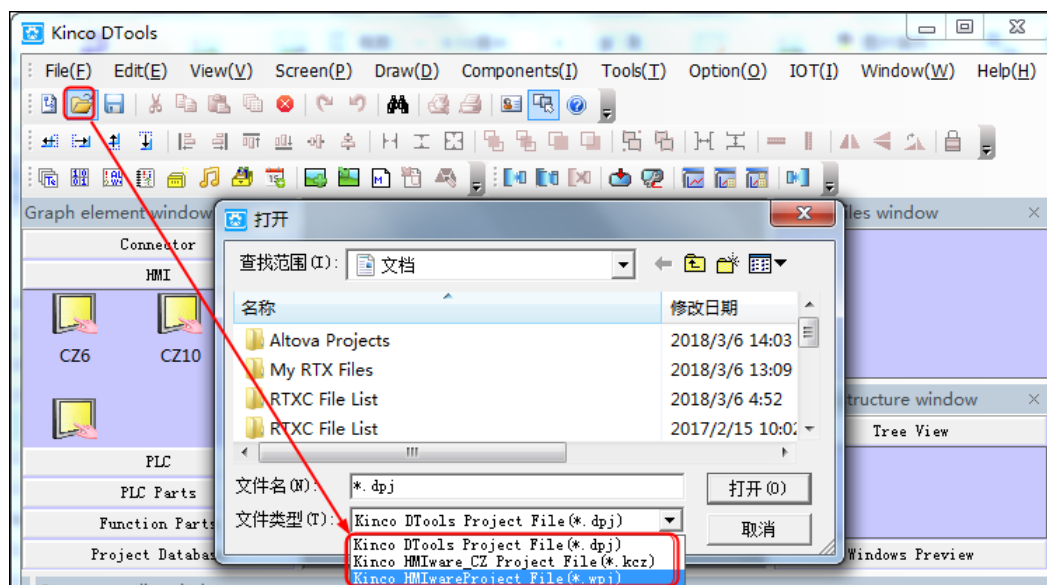 Kinco DTools
File(F) Edit(E) View(V) Screen(P) Draw(D) Components(I) Tools(T) Option(O) IOT(I) Window(W) Help(H)
Graph element window
打开
les window
Connector
HMI
查找范围(I): 文档
名称 修改日期
Altova Projects 2018/3/6 14:03
My RTX Files 2018/3/6 13:09
RTXC File List 2018/3/6 4:52
RTXC File List 2017/2/15 10:02
CZ6 CZ10
tructure window
Tree View
PLC
PLC Parts
Function Parts
Project Databas
文件名(N): *.dpj 打开(O)
文件类型(T): Kinco DTools Project File(*.dpj) 取消
Kinco DTools Project File(*.dpj)
Kinco HMIware_CZ Project File(*.kcz)
Kinco HMIwareProject File(*.wpj)
Windows Preview